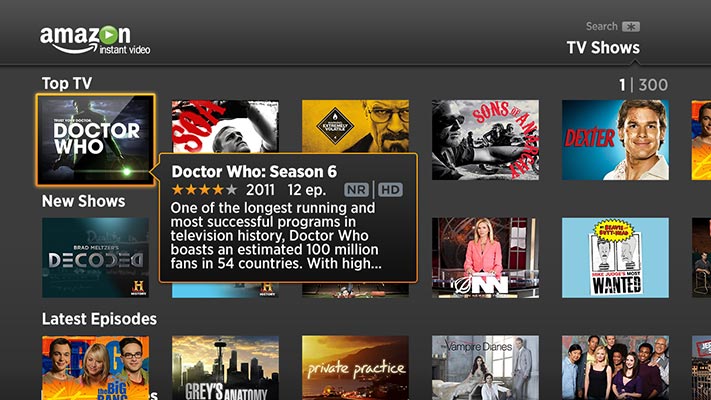 amazon
instant video
Search *
TV Shows
Top TV
1 | 300
TRUST YOUR DOCTOR.
DOCTOR
WHO
SONS OF ANARCHY
DEXTER
EXTREMELY
VOLATILE
Doctor Who: Season 6
2011 12 ep. NR HD
One of the longest running and
most successful programs in
television history, Doctor Who
boasts an estimated 100 million
fans in 54 countries. With high...
New Shows
BRAD MELTZER'S
DECODED
H
HISTORY
H
HISTORY
NN
BEAVIS
BUTT-HEAD
MIKE JUDGE'S MOST
WANTED
Latest Episodes
the BIG
BANG
GREY'S ANATOMY
private practice
The Vampire Diaries